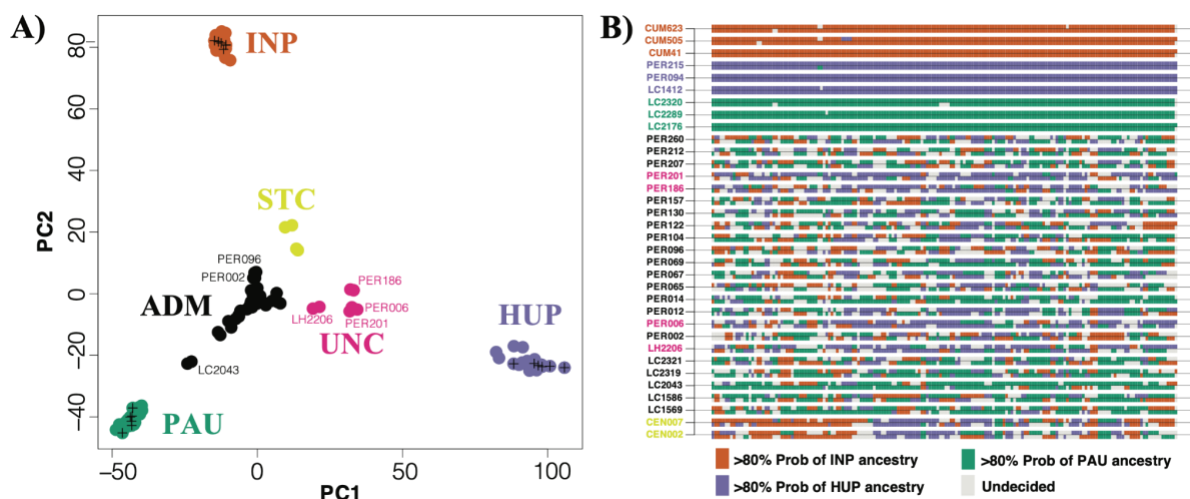 A)
INP
80
60
40
20
0
−20
−40
PC2
STC
PER096
PER002
PER186
ADM
LH2206
PER006
PER201
UNC
HUP
LC2043
PAU
−50
0
50
100
PC1
B)
CUM623
CUM505
CUM41
PER215
PER094
LC1412
LC2320
LC2289
LC2176
PER260
PER212
PER207
PER201
PER186
PER157
PER130
PER122
PER104
PER096
PER069
PER067
PER065
PER014
PER012
PER006
PER002
LH2206
LC2321
LC2319
LC2043
LC1586
LC1569
CEN007
CEN002
>80% Prob of INP ancestry
>80% Prob of PAU ancestry
>80% Prob of HUP ancestry
Undecided